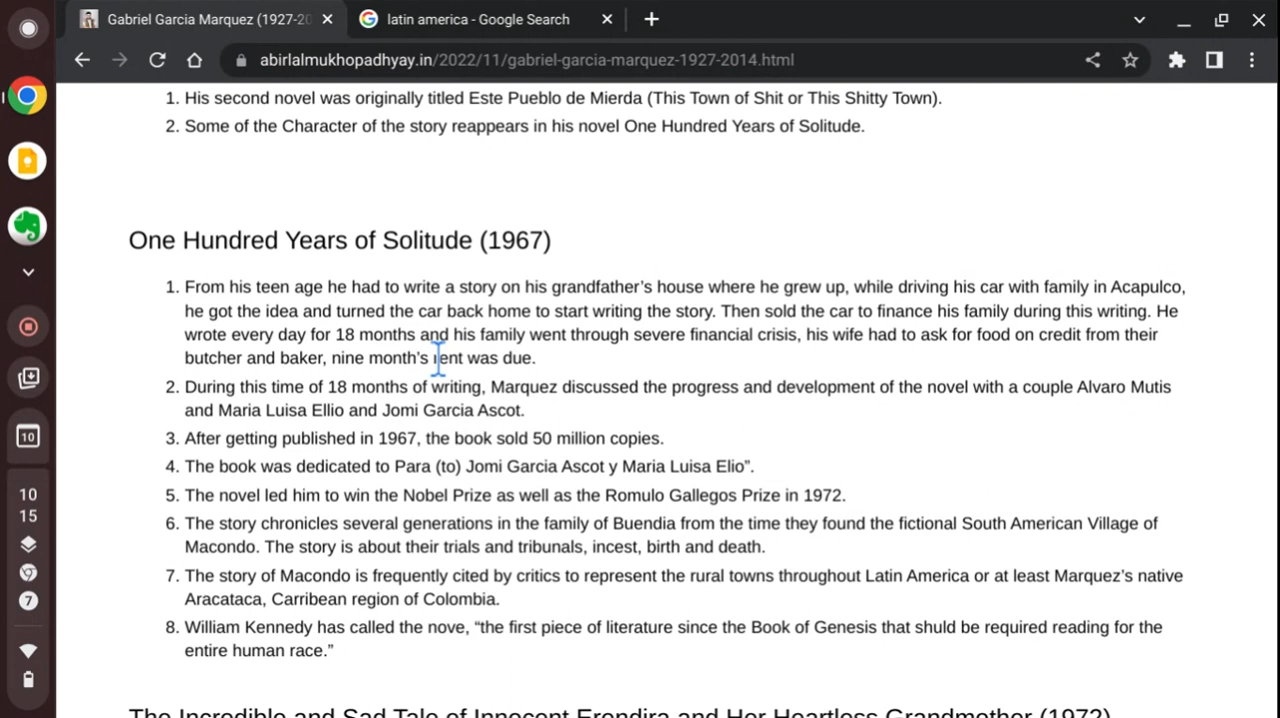 Gabriel Garcia Marquez (1927-20
latin america - Google Search
abirlalmukhopadhyay.in/2022/11/gabriel-garcia-marquez-1927-2014.html
1. His second novel was originally titled Este Pueblo de Mierda (This Town of Shit or This Shitty Town).
2. Some of the Character of the story reappears in his novel One Hundred Years of Solitude.
One Hundred Years of Solitude (1967)
1. From his teen age he had to write a story on his grandfather’s house where he grew up, while driving his car with family in Acapulco,
he got the idea and turned the car back home to start writing the story. Then sold the car to finance his family during this writing. He
wrote every day for 18 months and his family went through severe financial crisis, his wife had to ask for food on credit from their
butcher and baker, nine month’s rent was due.
2. During this time of 18 months of writing, Marquez discussed the progress and development of the novel with a couple Alvaro Mutis
and Maria Luisa Ellio and Jomi Garcia Ascot.
3. After getting published in 1967, the book sold 50 million copies.
4. The book was dedicated to Para (to) Jomi Garcia Ascot y Maria Luisa Elio”.
5. The novel led him to win the Nobel Prize as well as the Romulo Gallegos Prize in 1972.
6. The story chronicles several generations in the family of Buendia from the time they found the fictional South American Village of
Macondo. The story is about their trials and tribunals, incest, birth and death.
7. The story of Macondo is frequently cited by critics to represent the rural towns throughout Latin America or at least Marquez’s native
Aracataca, Carribean region of Colombia.
8. William Kennedy has called the nove, “the first piece of literature since the Book of Genesis that shuld be required reading for the
entire human race.”
The Incredible and Sad Tale of Innocent Erendira and Her Heartless Grandmother (1972)
10
10
15
7